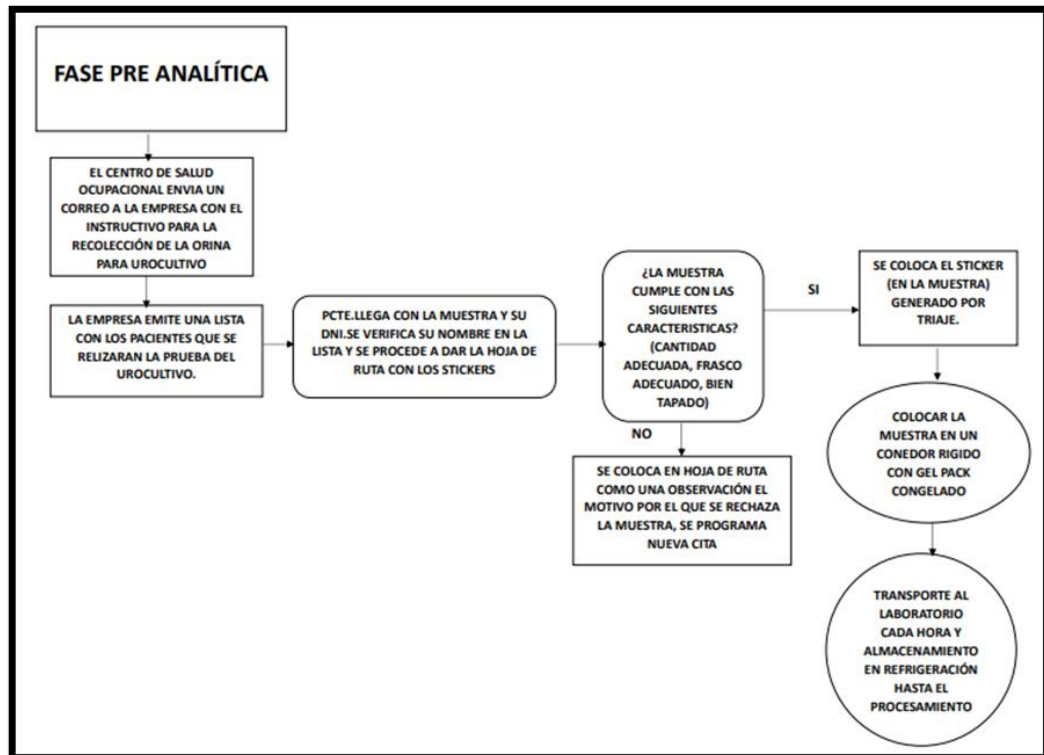 FASE PRE ANALÍTICA
EL CENTRO DE SALUD
OCUPACIONAL ENVIA UN
CORREO A LA EMPRESA CON EL
INSTRUCTIVO PARA LA
RECOLECCIÓN DE LA ORINA
PARA UROCULTIVO
LA EMPRESA EMITE UNA LISTA
CON LOS PACIENTES QUE SE
RELIZARAN LA PRUEBA DEL
UROCULTIVO.
PCTE.LLEGA CON LA MUESTRA Y SU
DNI.SE VERIFICA SU NOMBRE EN LA
LISTA Y SE PROCEDE A DAR LA HOJA DE
RUTA CON LOS STICKERS
¿LA MUESTRA
CUMPLE CON LAS
SIGUIENTES
CARACTERISTICAS?
(CANTIDAD
ADECUADA, FRASCO
ADECUADO, BIEN
TAPADO)
SI
NO
SE COLOCA EN HOJA DE RUTA
COMO UNA OBSERVACIÓN EL
MOTIVO POR EL QUE SE RECHAZA
LA MUESTRA, SE PROGRAMA
NUEVA CITA
SE COLOCA EL STICKER
(EN LA MUESTRA)
GENERADO POR
TRIAJE.
COLOCAR LA
MUESTRA EN UN
CONEDOR RIGIDO
CON GEL PACK
CONGELADO
TRANSPORTE AL
LABORATORIO
CADA HORA Y
ALMACENAMIENTO
EN REFRIGERACIÓN
HASTA EL
PROCESAMIENTO